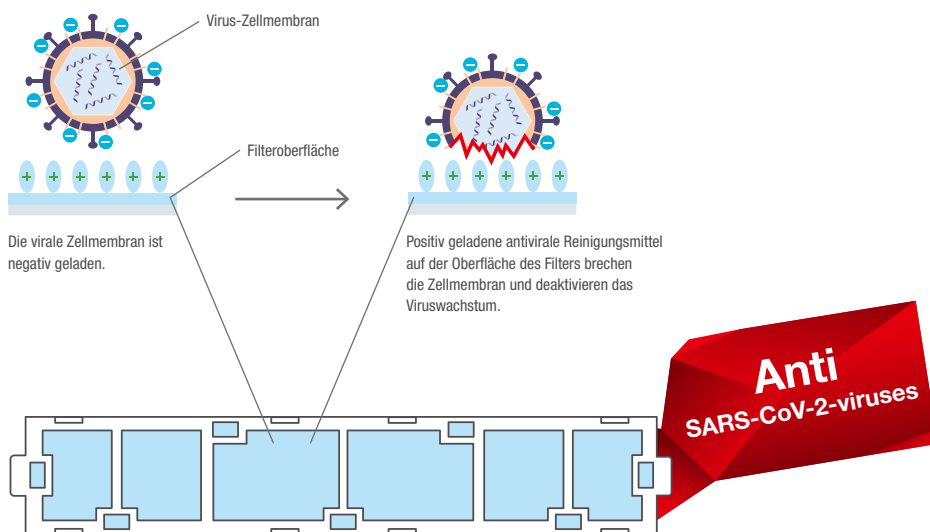 Virus-Zellmembran
Filteroberfläche
+ + + + + +
+ + + + + +
Die virale Zellmembran ist
negativ geladen.
Positiv geladene antivirale Reinigungsmittel
auf der Oberfläche des Filters brechen
die Zellmembran und deaktivieren das
Viruswachstum.
Anti
SARS-CoV-2-viruses